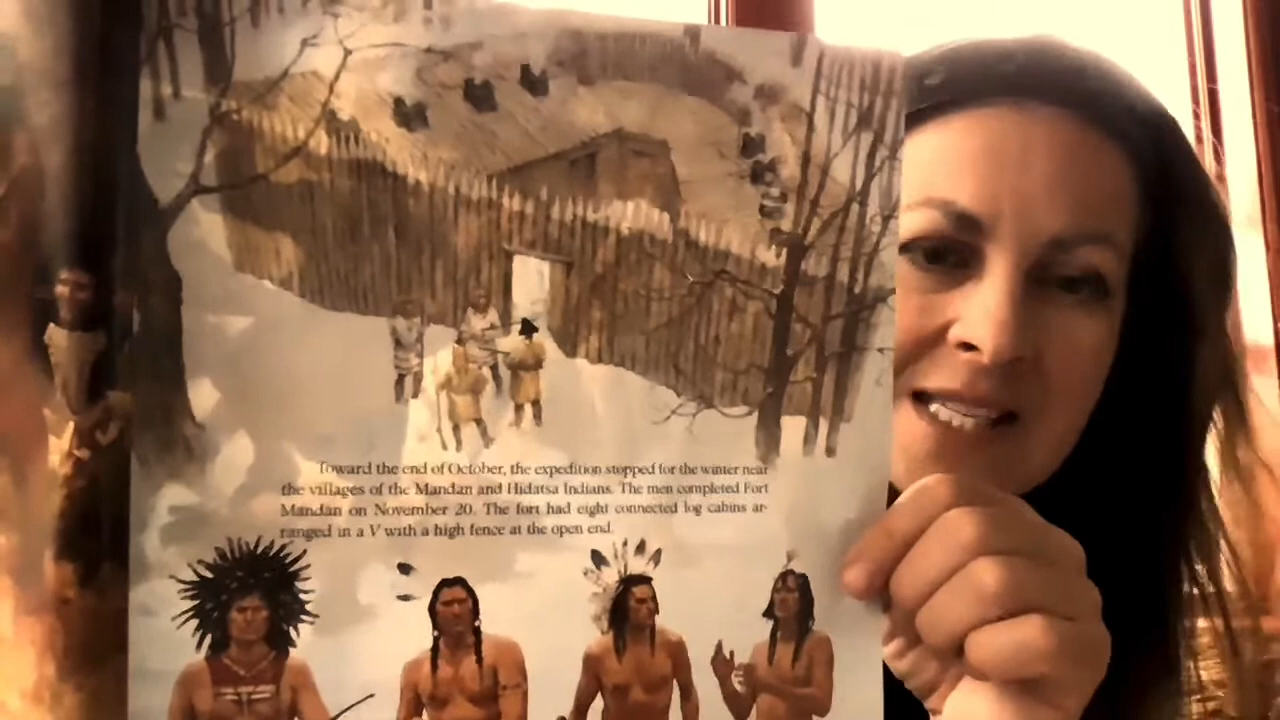 Toward the end of October, the expedition stopped for the winter near
the villages of the Mandan and Hidatsa Indians. The men completed Fort
Mandan on November 20. The fort had eight connected log cabins ar-
ranged in a V with a high fence at the open end.